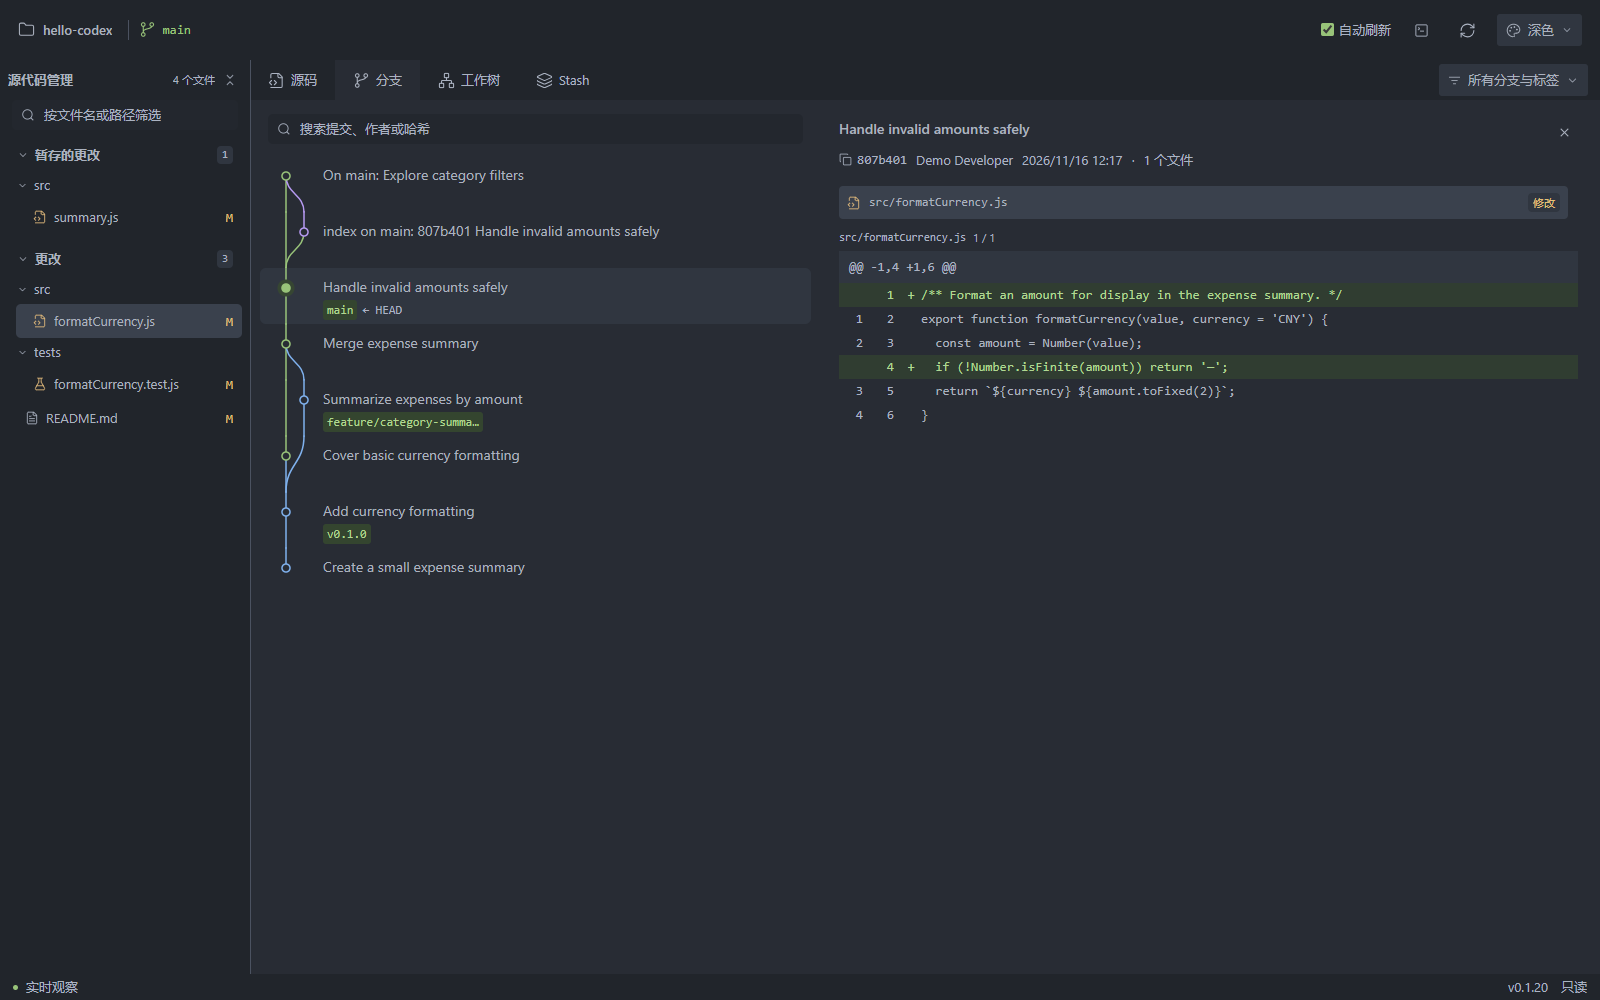 hello-codex
main
自动刷新
深色
源代码管理
4 个文件
源码
分支
工作树
Stash
所有分支与标签
按文件名或路径筛选
暂存的更改
1
src
summary.js
M
更改
3
src
formatCurrency.js
M
tests
formatCurrency.test.js
M
README.md
M
搜索提交、作者或哈希
On main: Explore category filters
index on main: 807b401 Handle invalid amounts safely
Handle invalid amounts safely
main ← HEAD
Merge expense summary
Summarize expenses by amount
feature/category-summa…
Cover basic currency formatting
Add currency formatting
v0.1.0
Create a small expense summary
Handle invalid amounts safely
807b401 Demo Developer 2026/11/16 12:17 · 1 个文件
src/formatCurrency.js
修改
src/formatCurrency.js 1/1
@@ -1,4 +1,6 @@
1 + /** Format an amount for display in the expense summary. */
1 2 export function formatCurrency(value, currency = 'CNY') {
2 3 const amount = Number(value);
4 + if (!Number.isFinite(amount)) return '—';
3 5 return `${currency} ${amount.toFixed(2)}`;
4 6 }
实时观察
v0.1.20
只读